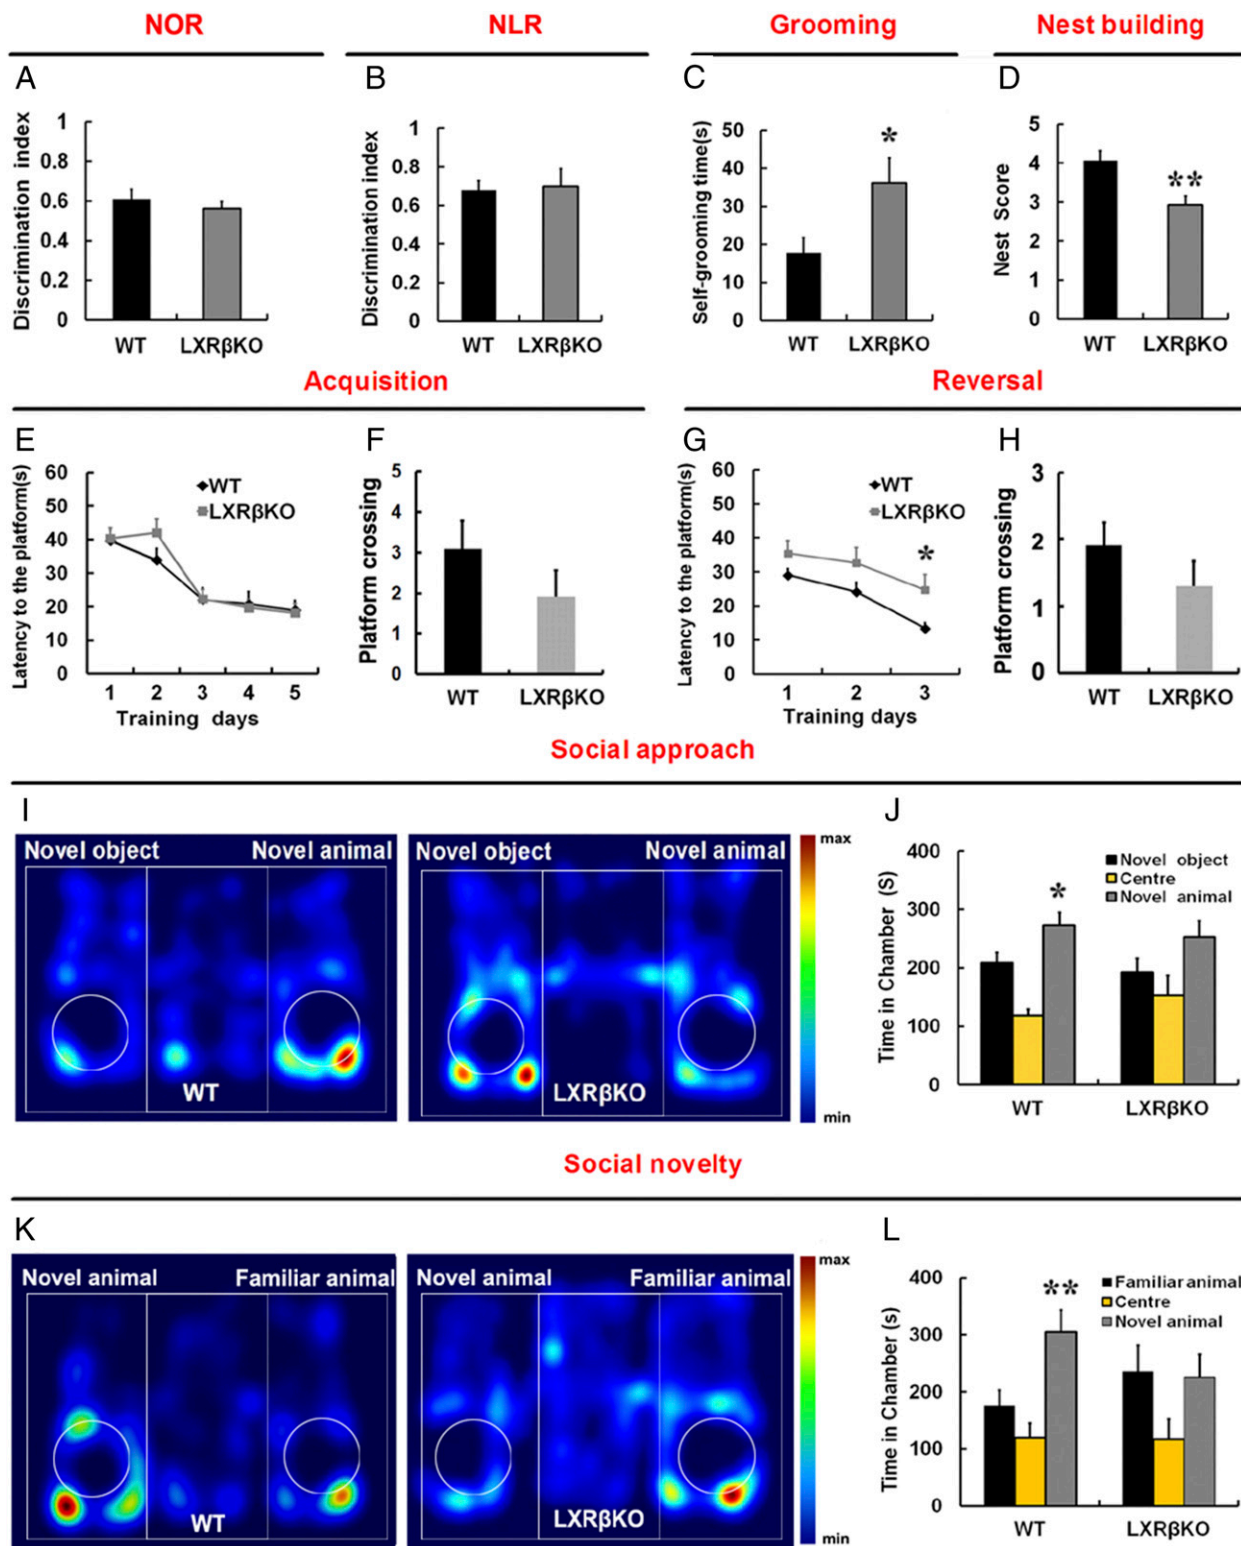 NOR
NLR
Grooming
Nest building
A
B
C
D
Discrimination index
1
0.8
0.6
0.4
0.2
0
WT
LXRβKO
Discrimination index
1
0.8
0.6
0.4
0.2
0
WT
LXRβKO
Self-grooming time(s)
50
40
30
20
10
0
*
WT
LXRβKO
Nest Score
5
4
3
2
1
0
**
WT
LXRβKO
Acquisition
Reversal
E
F
G
H
Latency to the platform(s)
60
50
40
30
20
10
0
WT
LXRβKO
1 2 3 4 5
Training days
Platform crossing
5
4
3
2
1
0
WT
LXRβKO
Latency to the platform(s)
60
50
40
30
20
10
0
WT
LXRβKO
*
1 2 3
Training days
Platform crossing
3
2
1
0
WT
LXRβKO
Social approach
I
J
Novel object
Novel animal
WT
Novel object
Novel animal
LXRβKO
max
min
Time in Chamber (S)
400
300
200
100
0
Novel object
Centre
Novel animal
*
WT
LXRβKO
Social novelty
K
L
Novel animal
Familiar animal
WT
Novel animal
Familiar animal
LXRβKO
max
min
Time in Chamber (s)
400
300
200
100
0
Familiar animal
Centre
Novel animal
**
WT
LXRβKO